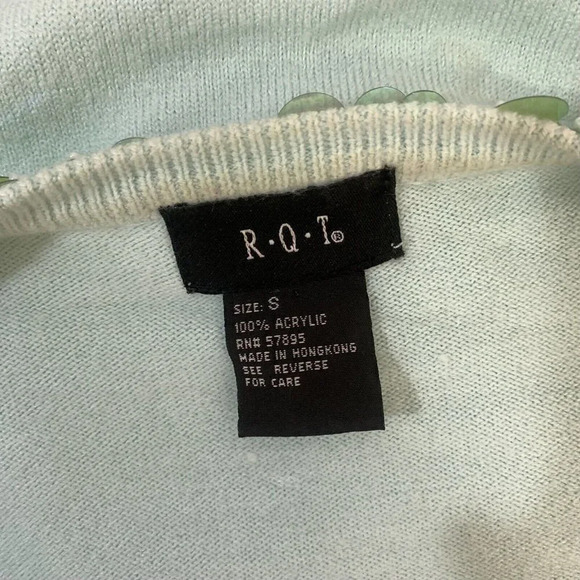 R·Q·T®
SIZE: S
100% ACRYLIC
RN# 57895
MADE IN HONGKONG
SEE REVERSE
FOR CARE